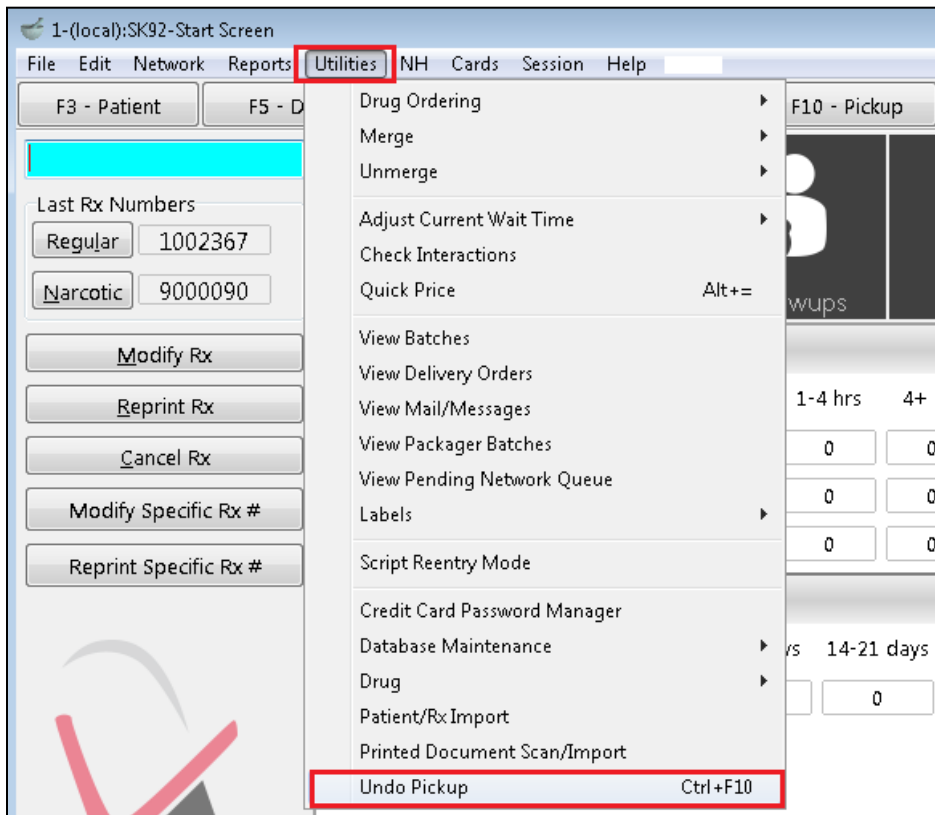 1-(local):SK92-Start Screen
File Edit Network Reports Utilities NH Cards Session Help
F3 - Patient
F5 - D
F10 - Pickup
Last Rx Numbers
Regular 1002367
Narcotic 9000090
Modify Rx
Reprint Rx
Cancel Rx
Modify Specific Rx #
Reprint Specific Rx #
Drug Ordering
Merge
Unmerge
Adjust Current Wait Time
Check Interactions
Quick Price Alt+=
View Batches
View Delivery Orders
View Mail/Messages
View Packager Batches
View Pending Network Queue
Labels
Script Reentry Mode
Credit Card Password Manager
Database Maintenance
Drug
Patient/Rx Import
Printed Document Scan/Import
Undo Pickup Ctrl+F10
wups
1-4 hrs 4+
0 0
0 0
0 0
ys 14-21 days
0